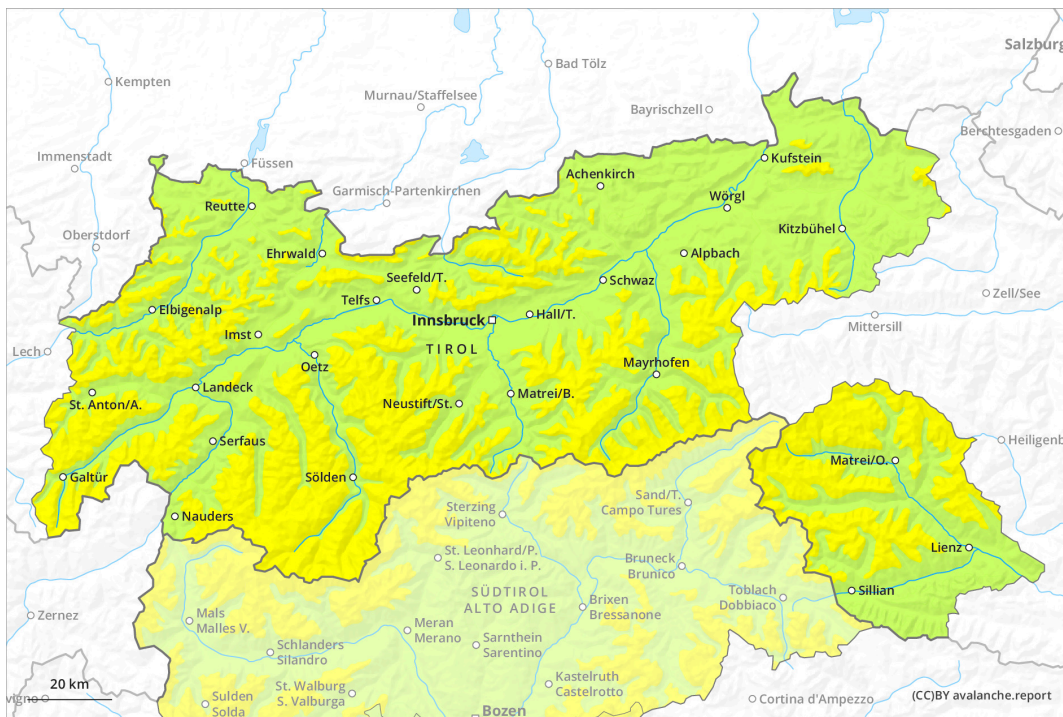 Salzburg
Kempten
Bad Tölz
Murnau/Staffelsee
Bayrischzell
Berchtesgaden
Immenstadt
Füssen
Kufstein
Achenkirch
Garmisch-Partenkirchen
Reutte
Wörgl
Oberstdorf
Kitzbühel
Ehrwald
Alpbach
Seefeld/T.
Schwaz
Telfs
Zell/See
Elbigenalp
Innsbruck
Hall/T.
Mittersill
Imst
TIROL
Lech
Oetz
Mayrhofen
Landeck
St. Anton/A.
Neustift/St.
Matrei/B.
Serfaus
Heiligenb
Matrei/O.
Galtür
Sölden
Sand/T.
Campo Tures
Sterzing
Vipiteno
Nauders
Lienz
St. Leonhard/P.
S. Leonardo i. P.
Bruneck
Brunico
SÜDTIROL
ALTO ADIGE
Toblach
Dobbiaco
Sillian
Brixen
Bressanone
Zernez
Mals
Malles V.
Meran
Merano
Schlanders
Silandro
Sarnthein
Sarentino
20 km
St. Walburg
S. Valburga
Kastelruth
Castelrotto
vigno
Sulden
Solda
Cortina d'Ampezzo
(CC)BY avalanche.report
Bozen